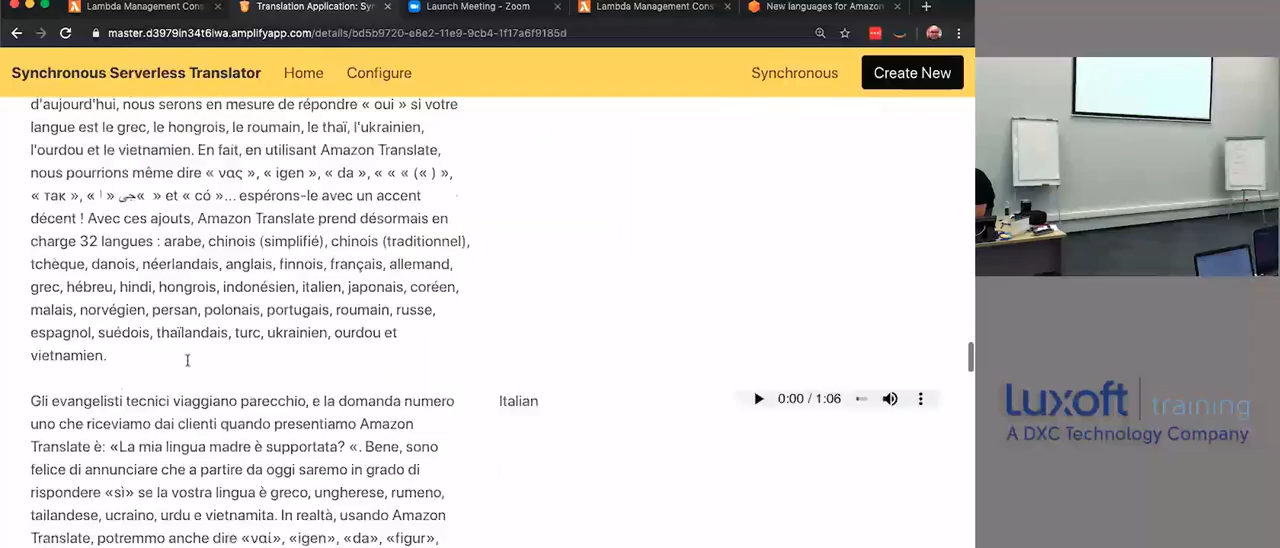 Lambda Management Cons
Translation Application: Syn
Launch Meeting - Zoom
Lambda Management Cons
New languages for Amazon
master.d3979in34t6iwa.amplifyapp.com/details/bd5b9720-e8e2-11e9-9cb4-1f17a6f9185d
Synchronous Serverless Translator Home Configure Synchronous Create New
d'aujourd'hui, nous serons en mesure de répondre « oui » si votre
langue est le grec, le hongrois, le roumain, le thaï, l'ukrainien,
l'ourdou et le vietnamien. En fait, en utilisant Amazon Translate,
nous pourrions même dire « νας », « igen », « da », « « « (« ) »,
« так », « ا » جی« » et « có »... espérons-le avec un accent
décent ! Avec ces ajouts, Amazon Translate prend désormais en
charge 32 langues : arabe, chinois (simplifié), chinois (traditionnel),
tchèque, danois, néerlandais, anglais, finnois, français, allemand,
grec, hébreu, hindi, hongrois, indonésien, italien, japonais, coréen,
malais, norvégien, persan, polonais, portugais, roumain, russe,
espagnol, suédois, thaïlandais, turc, ukrainien, ourdou et
vietnamien.
Gli evangelisti tecnici viaggiano parecchio, e la domanda numero
uno che riceviamo dai clienti quando presentiamo Amazon
Translate è: «La mia lingua madre è supportata? «. Bene, sono
felice di annunciare che a partire da oggi saremo in grado di
rispondere «sì» se la vostra lingua è greco, ungherese, rumeno,
tailandese, ucraino, urdu e vietnamita. In realtà, usando Amazon
Translate, potremmo anche dire «ναί», «igen», «da», «figur»,
Italian
0:00 / 1:06
Luxoft training
A DXC Technology Company